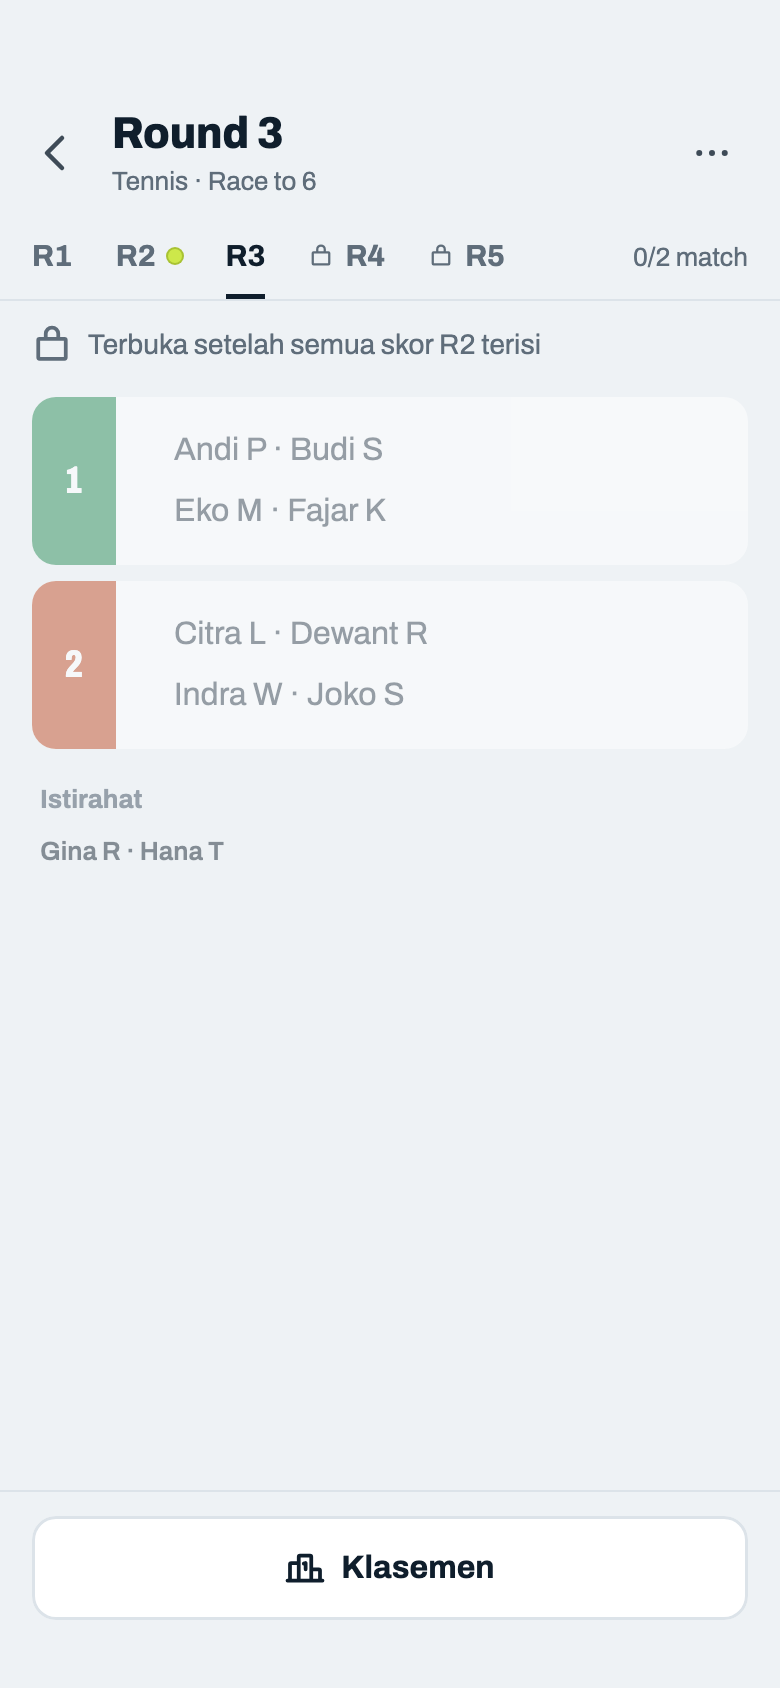 Round 3
Tennis · Race to 6
R1 R2 R3 R4 R5 0/2 match
Terbuka setelah semua skor R2 terisi
1
Andi P · Budi S
Eko M · Fajar K
2
Citra L · Dewant R
Indra W · Joko S
Istirahat
Gina R · Hana T
Klasemen